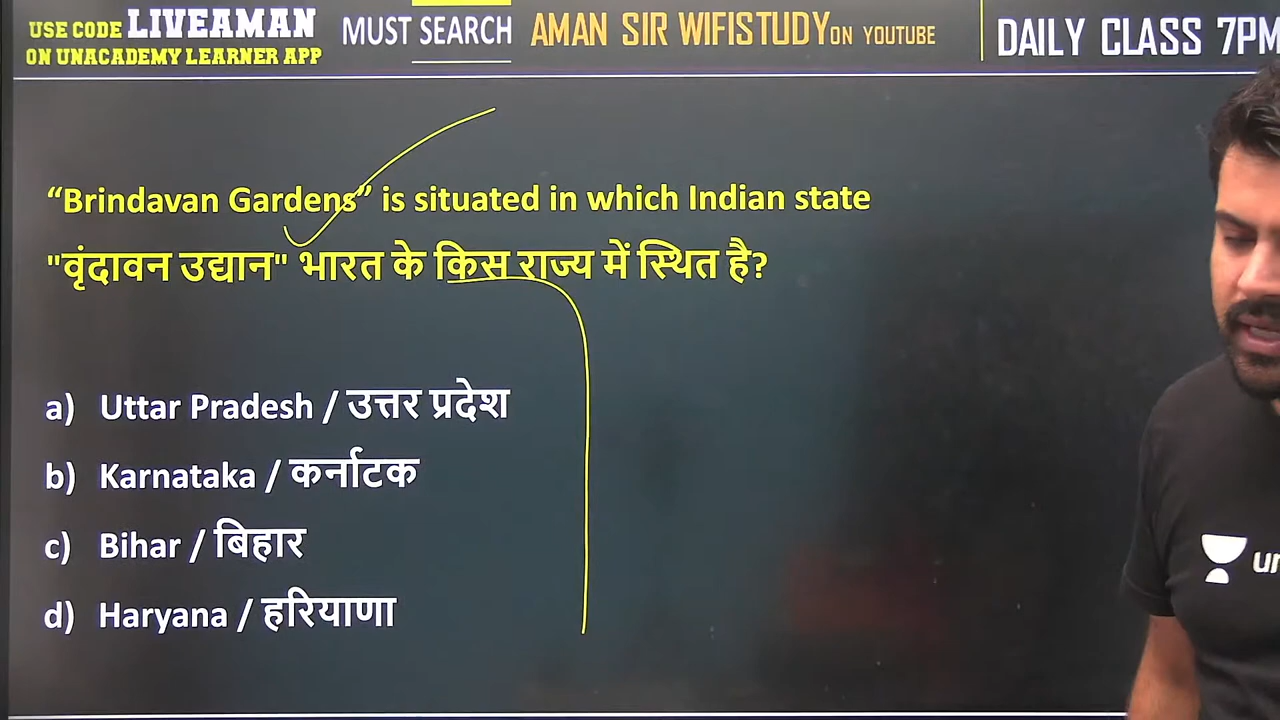 USE CODE LIVEAMAN
ON UNACADEMY LEARNER APP
MUST SEARCH
AMAN SIR WIFISTUDY ON YOUTUBE
DAILY CLASS 7PM
“Brindavan Gardens” is situated in which Indian state
"वृंदावन उद्यान" भारत के किस राज्य में स्थित है?
a) Uttar Pradesh / उत्तर प्रदेश
b) Karnataka / कर्नाटक
c) Bihar / बिहार
d) Haryana / हरियाणा